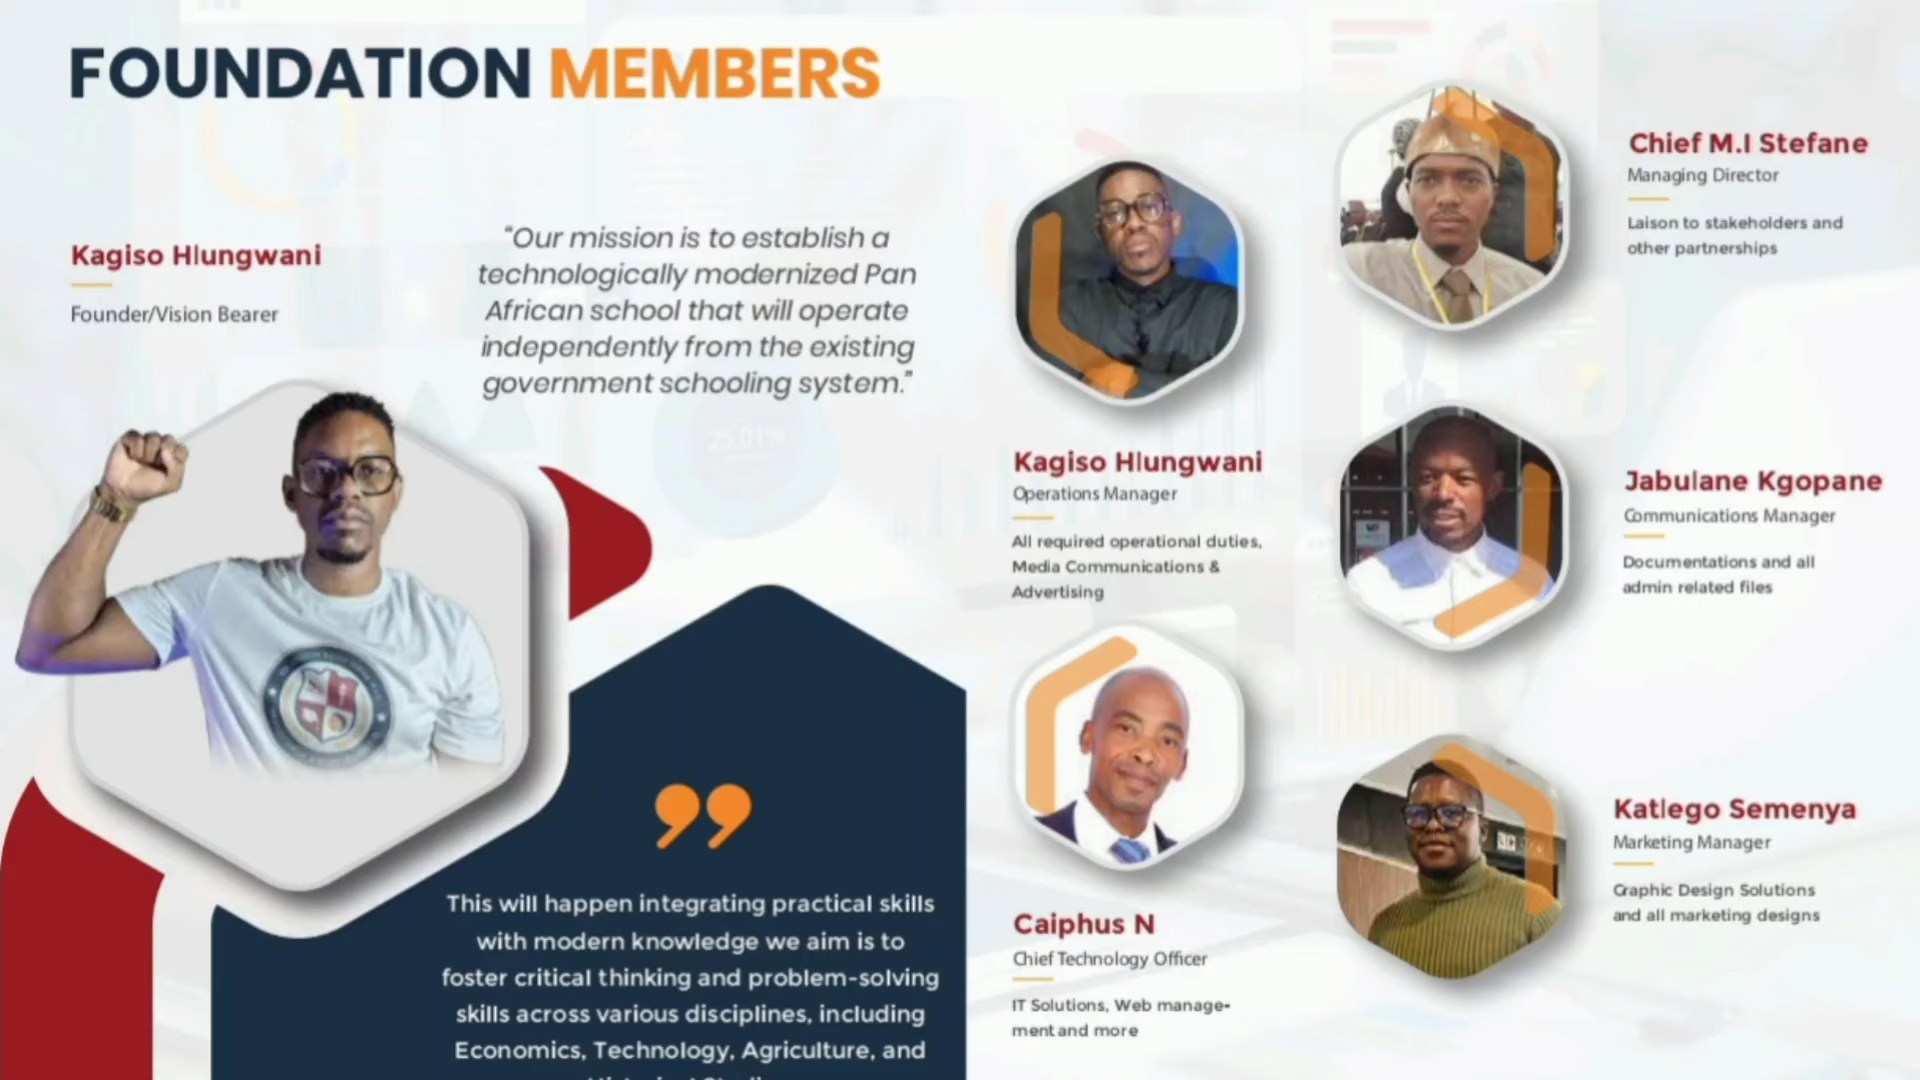 FOUNDATION MEMBERS
Kagiso Hlungwani
Founder/Vision Bearer
"Our mission is to establish a
technologically modernized Pan
African school that will operate
independently from the existing
government schooling system."
This will happen integrating practical skills
with modern knowledge we aim is to
foster critical thinking and problem-solving
skills across various disciplines, including
Economics, Technology, Agriculture, and
Kagiso Hlungwani
Operations Manager
All required operational duties,
Media Communications &
Advertising
Caiphus N
Chief Technology Officer
IT Solutions, Web manage-
ment and more
Chief M.I Stefane
Managing Director
Laison to stakeholders and
other partnerships
Jabulane Kgopane
Communications Manager
Documentations and all
admin related files
Katlego Semenya
Marketing Manager
Graphic Design Solutions
and all marketing designs